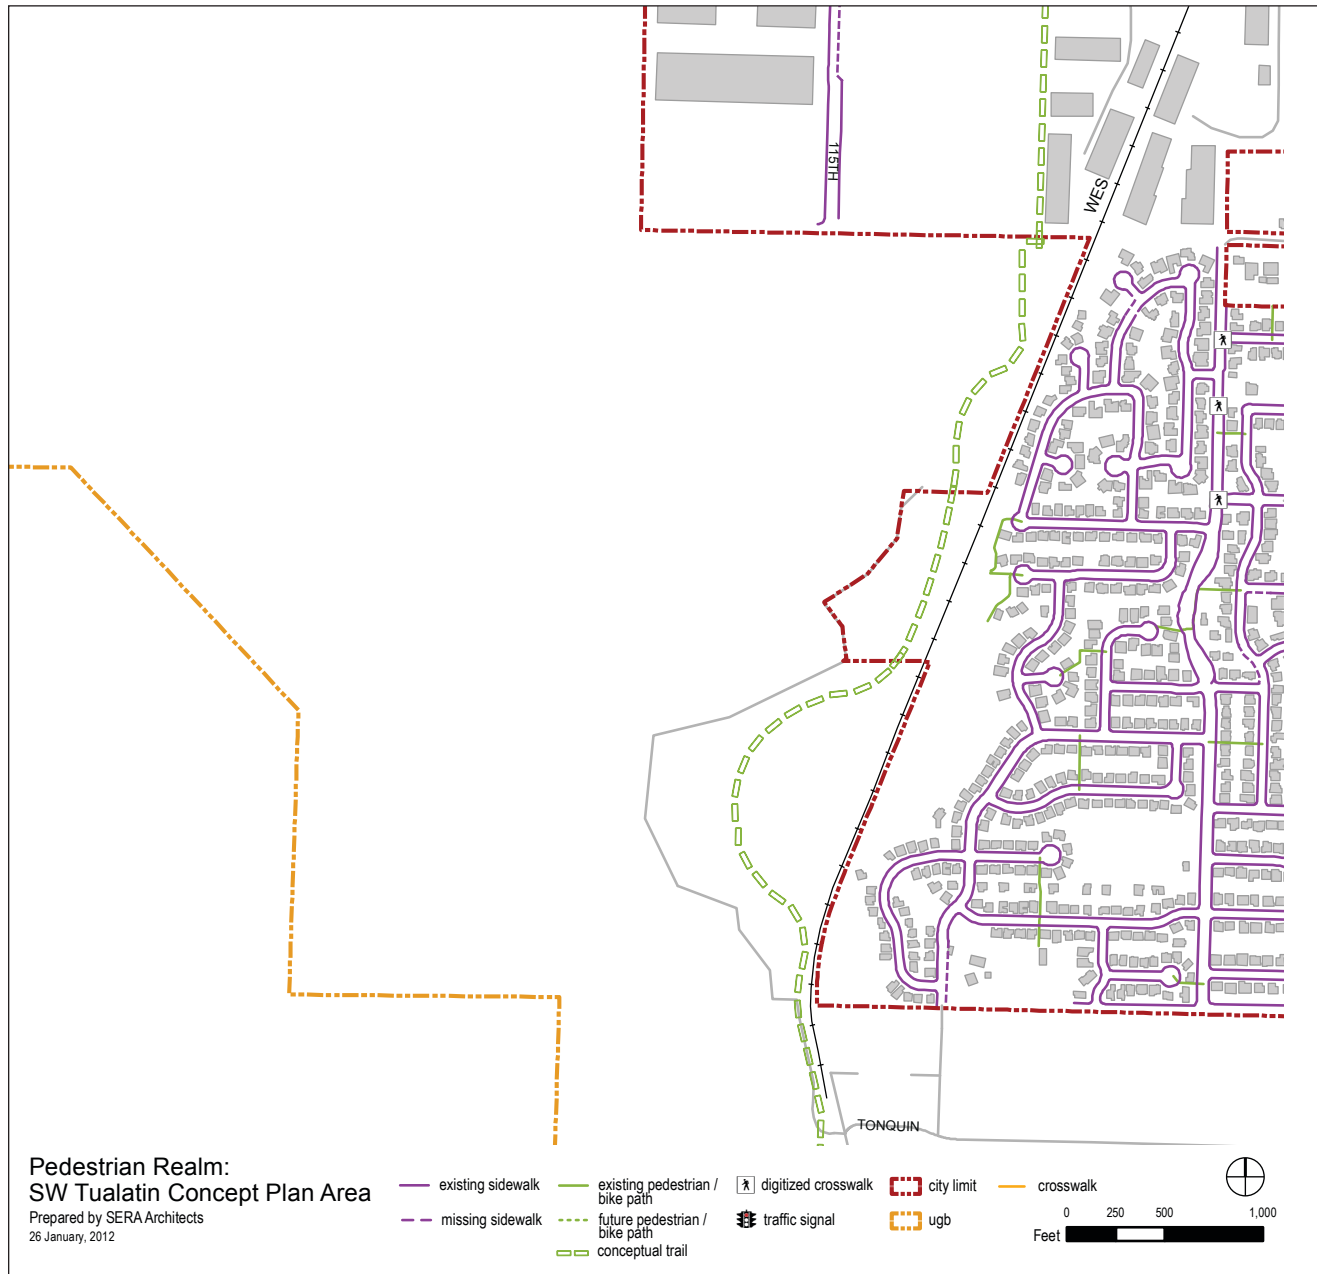 115TH
WES
TONQUIN
Pedestrian Realm:
SW Tualatin Concept Plan Area
Prepared by SERA Architects
26 January, 2012
existing sidewalk
missing sidewalk
existing pedestrian /
bike path
future pedestrian /
bike path
conceptual trail
digitized crosswalk
traffic signal
city limit
ugb
crosswalk
0 250 500 1,000
Feet